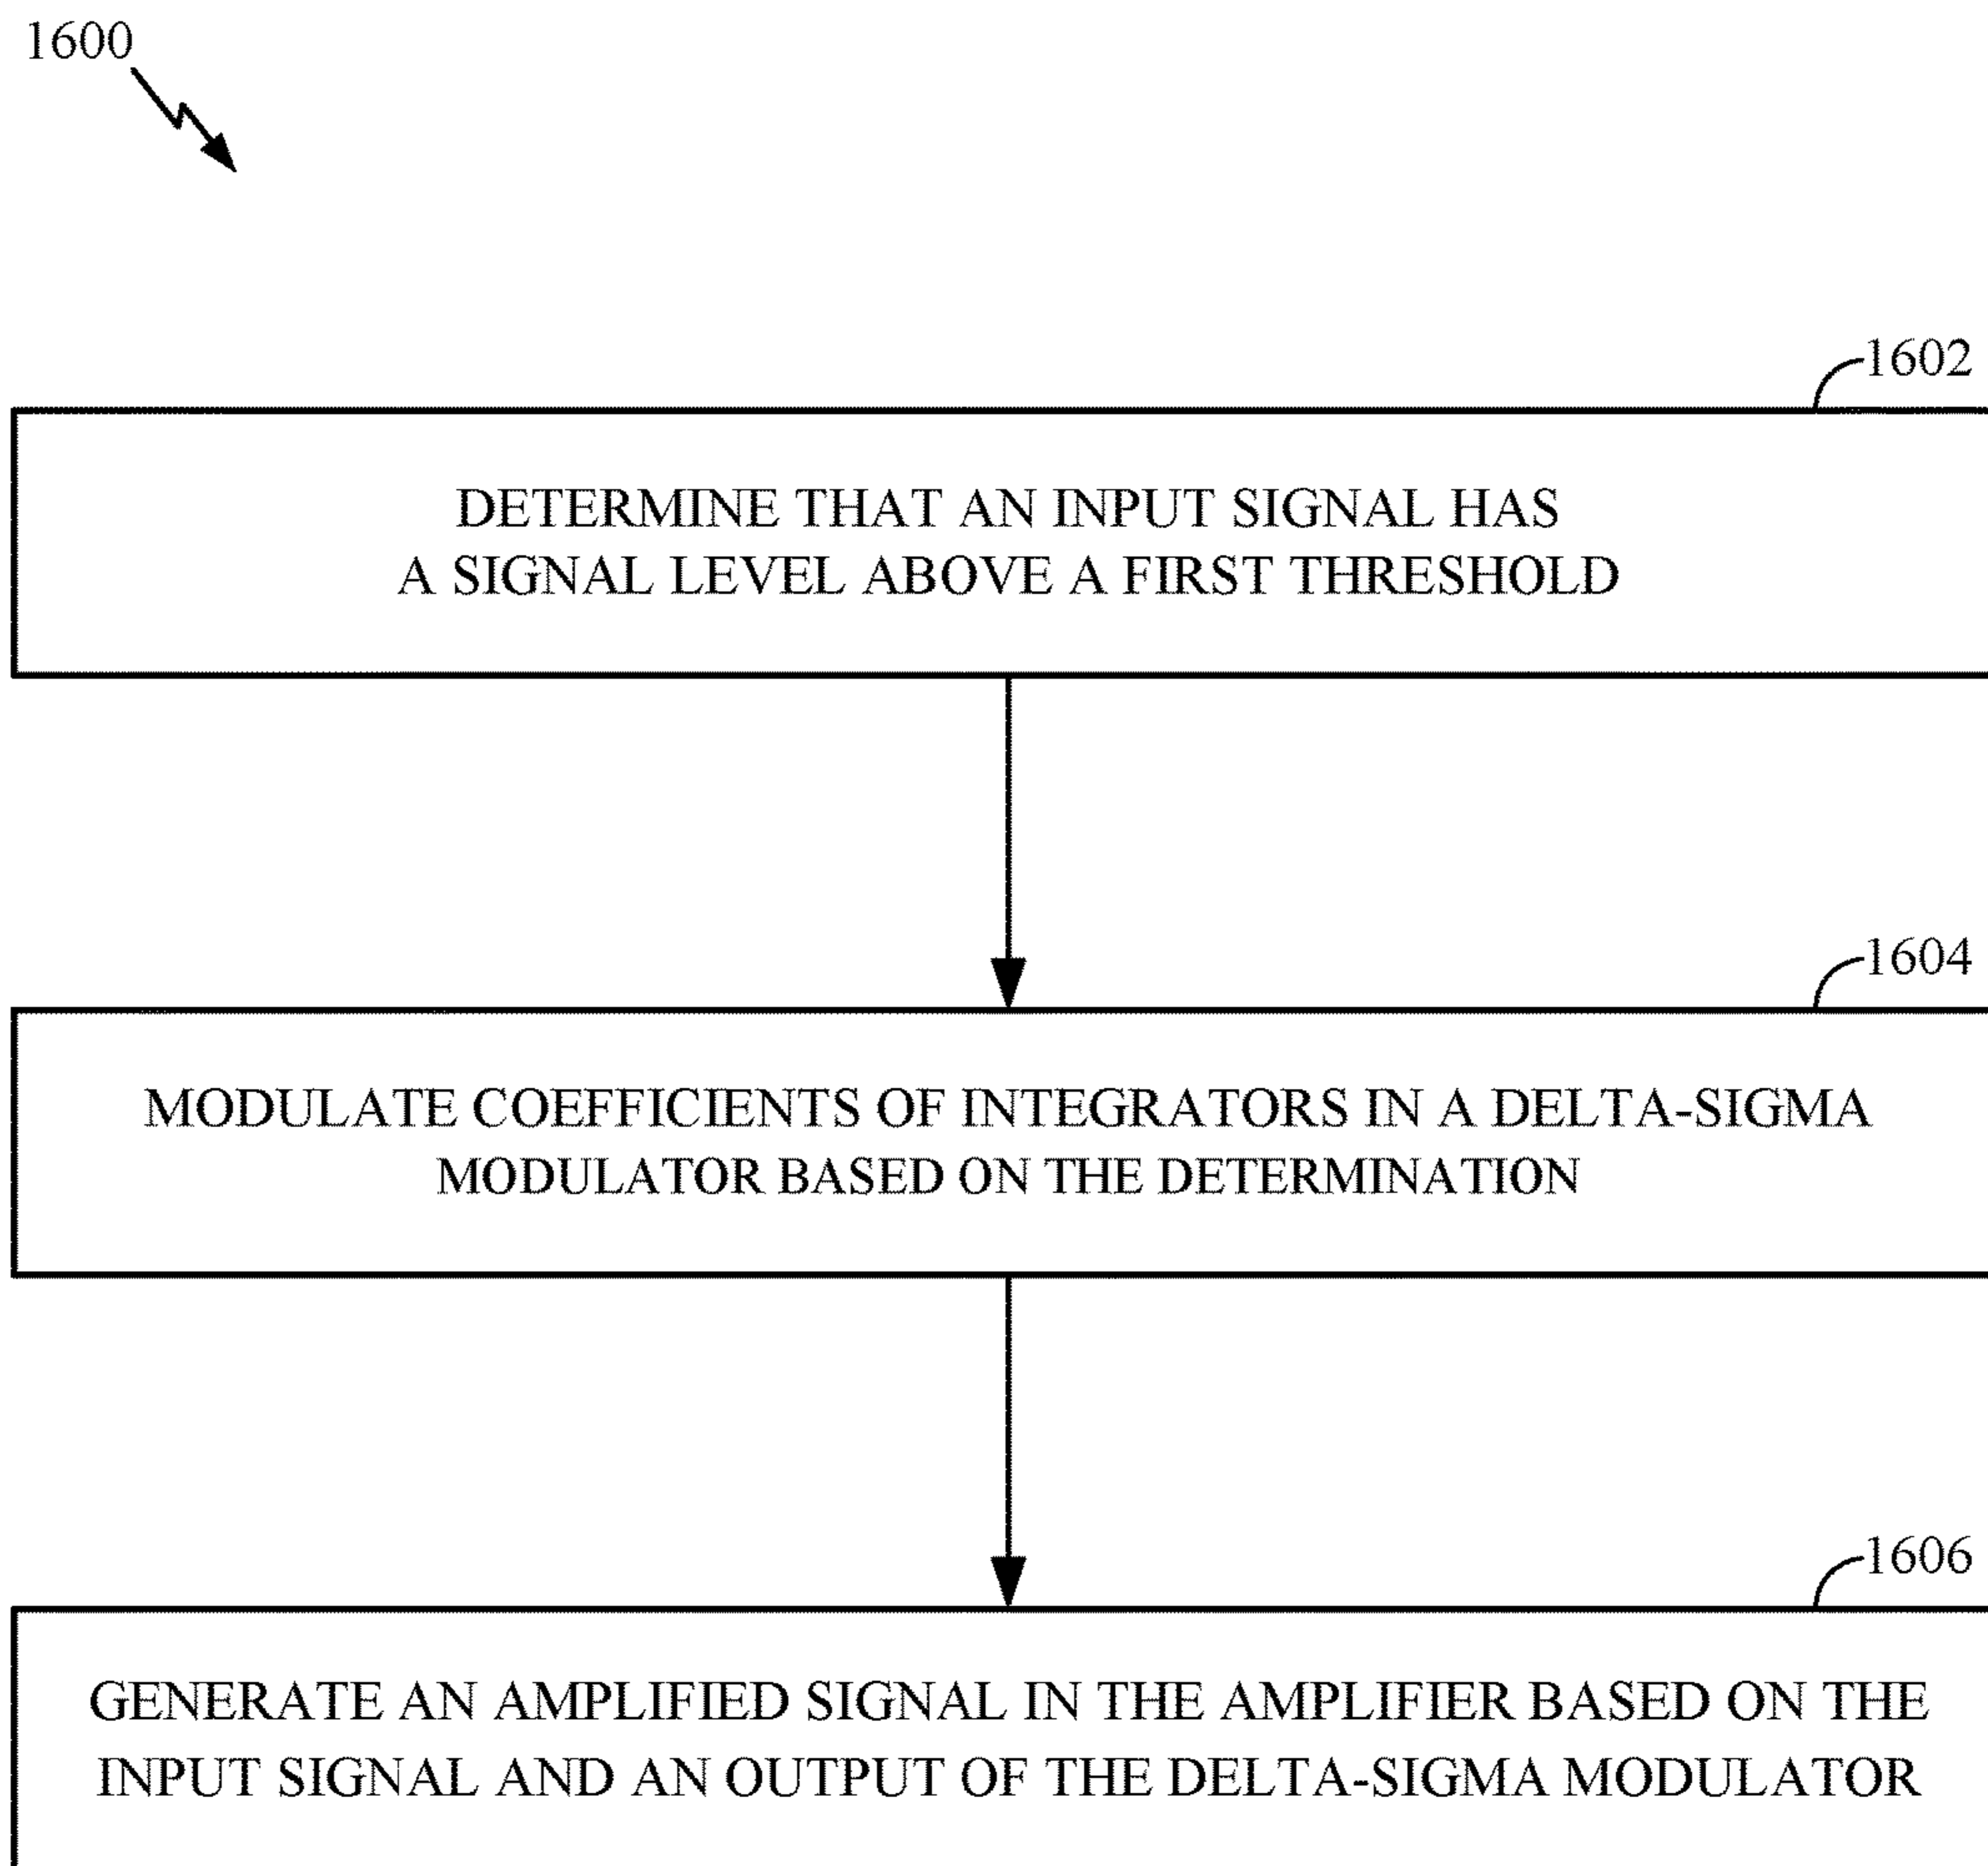 1600
1602
DETERMINE THAT AN INPUT SIGNAL HAS
A SIGNAL LEVEL ABOVE A FIRST THRESHOLD
1604
MODULATE COEFFICIENTS OF INTEGRATORS IN A DELTA-SIGMA
MODULATOR BASED ON THE DETERMINATION
1606
GENERATE AN AMPLIFIED SIGNAL IN THE AMPLIFIER BASED ON THE
INPUT SIGNAL AND AN OUTPUT OF THE DELTA-SIGMA MODULATOR